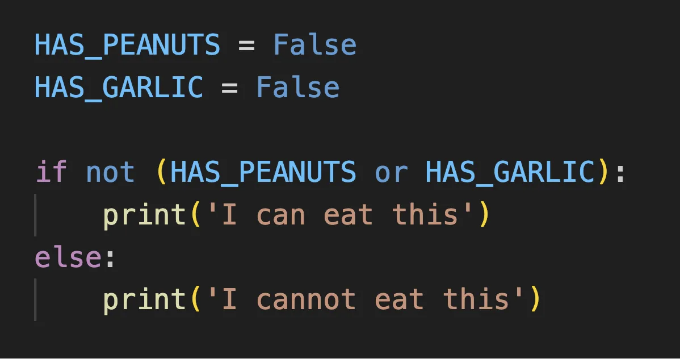 HAS_PEANUTS = False
HAS_GARLIC = False
if not (HAS_PEANUTS or HAS_GARLIC):
    print('I can eat this')
else:
    print('I cannot eat this')